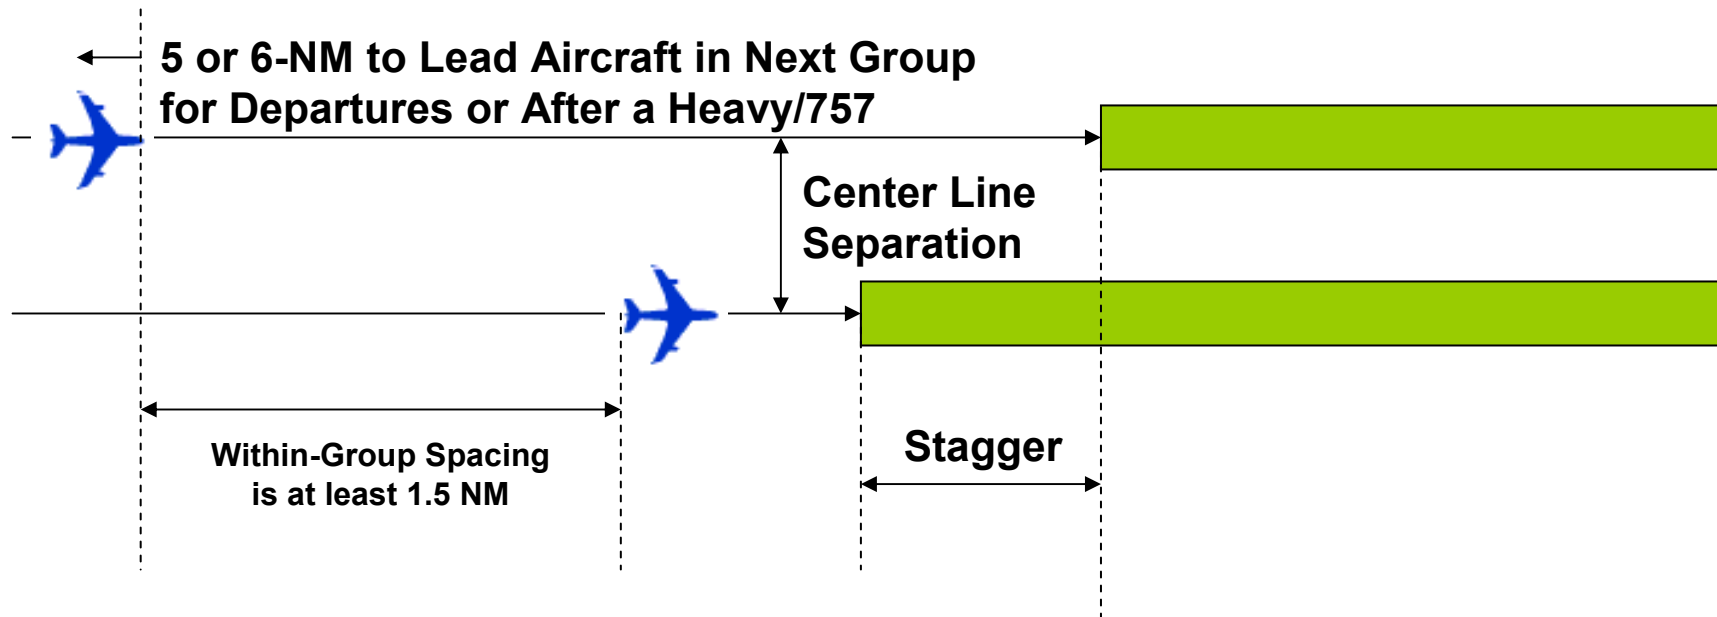 5 or 6-NM to Lead Aircraft in Next Group
for Departures or After a Heavy/757
Center Line
Separation
Within-Group Spacing
is at least 1.5 NM
Stagger